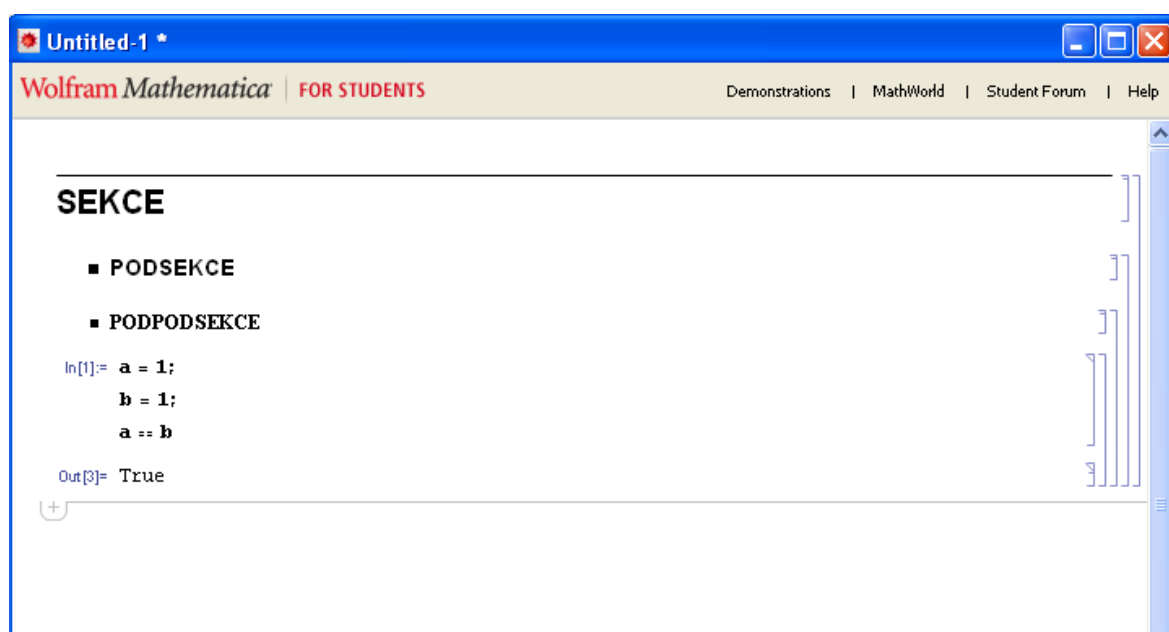 Untitled-1 *
Wolfram Mathematica | FOR STUDENTS Demonstrations | MathWorld | Student Forum | Help
SEKCE
PODSEKCE
PODPODSEKCE
In[1]:= a = 1;
b = 1;
a == b
Out[3]= True